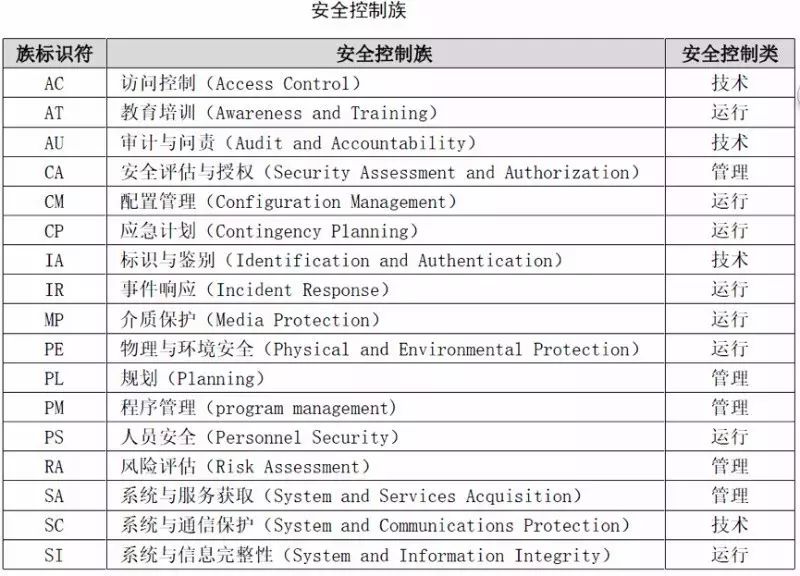 安全控制族
族标识符 安全控制族 安全控制类
AC 访问控制（Access Control） 技术
AT 教育培训（Awareness and Training） 运行
AU 审计与问责（Audit and Accountability） 技术
CA 安全评估与授权（Security Assessment and Authorization） 管理
CM 配置管理（Configuration Management） 运行
CP 应急计划（Contingency Planning） 运行
IA 标识与鉴别（Identification and Authentication） 技术
IR 事件响应（Incident Response） 运行
MP 介质保护（Media Protection） 运行
PE 物理与环境安全（Physical and Environmental Protection） 运行
PL 规划（Planning） 管理
PM 程序管理（program management） 管理
PS 人员安全（Personnel Security） 运行
RA 风险评估（Risk Assessment） 管理
SA 系统与服务获取（System and Services Acquisition） 管理
SC 系统与通信保护（System and Communications Protection） 技术
SI 系统与信息完整性（System and Information Integrity） 运行